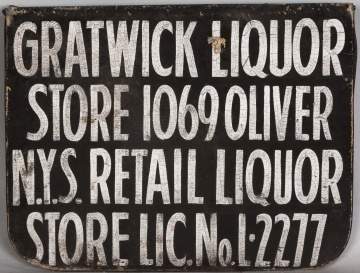 GRATWICK LIQUOR
STORE 1069 OLIVER
N.Y.S. RETAIL LIQUOR
STORE LIC. No. L-2277